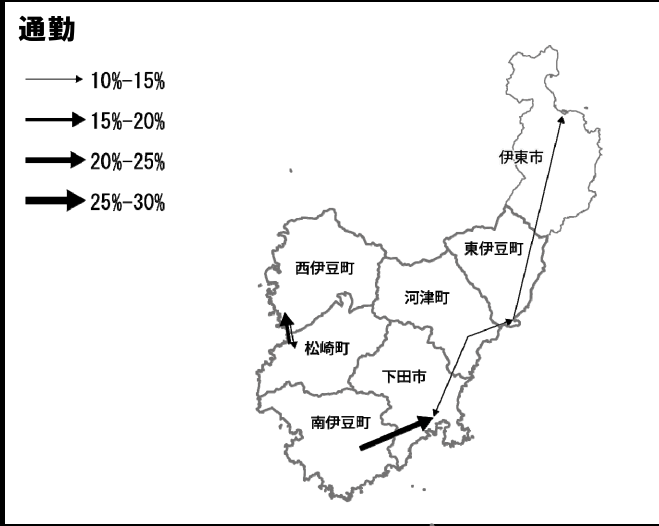 通勤
10%-15%
15%-20%
20%-25%
25%-30%
伊東市
東伊豆町
西伊豆町
河津町
松崎町
下田市
南伊豆町